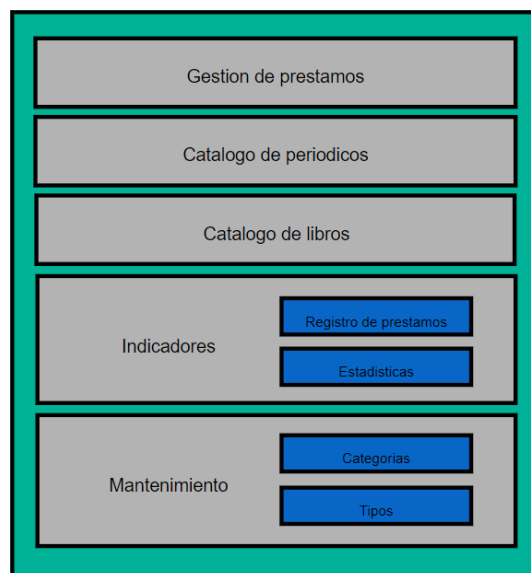 Gestion de prestamos
Catalogo de periodicos
Catalogo de libros
Indicadores
Registro de prestamos
Estadisticas
Mantenimiento
Categorias
Tipos